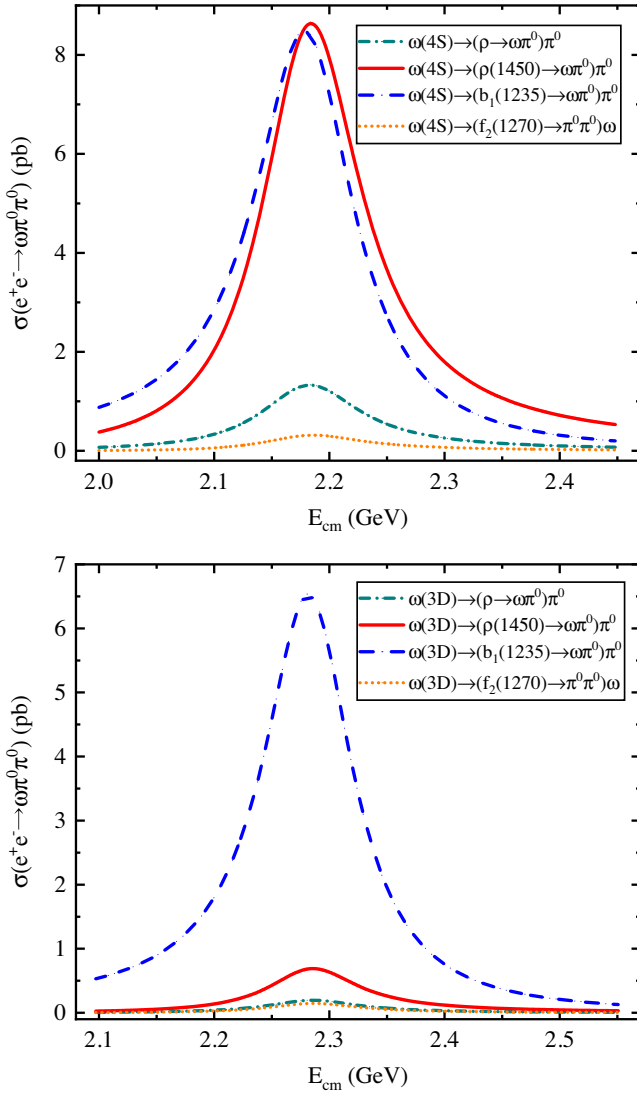 8
6
4
2
0
σ(e⁺e⁻→ωπ⁰π⁰) (pb)
ω(4S)→(ρ→ωπ⁰)π⁰
ω(4S)→(ρ(1450)→ωπ⁰)π⁰
ω(4S)→(b₁(1235)→ωπ⁰)π⁰
ω(4S)→(f₂(1270)→π⁰π⁰)ω
2.0 2.1 2.2 2.3 2.4
E_cm (GeV)
7
6
5
4
3
2
1
0
σ(e⁺e⁻→ωπ⁰π⁰) (pb)
ω(3D)→(ρ→ωπ⁰)π⁰
ω(3D)→(ρ(1450)→ωπ⁰)π⁰
ω(3D)→(b₁(1235)→ωπ⁰)π⁰
ω(3D)→(f₂(1270)→π⁰π⁰)ω
2.1 2.2 2.3 2.4 2.5
E_cm (GeV)